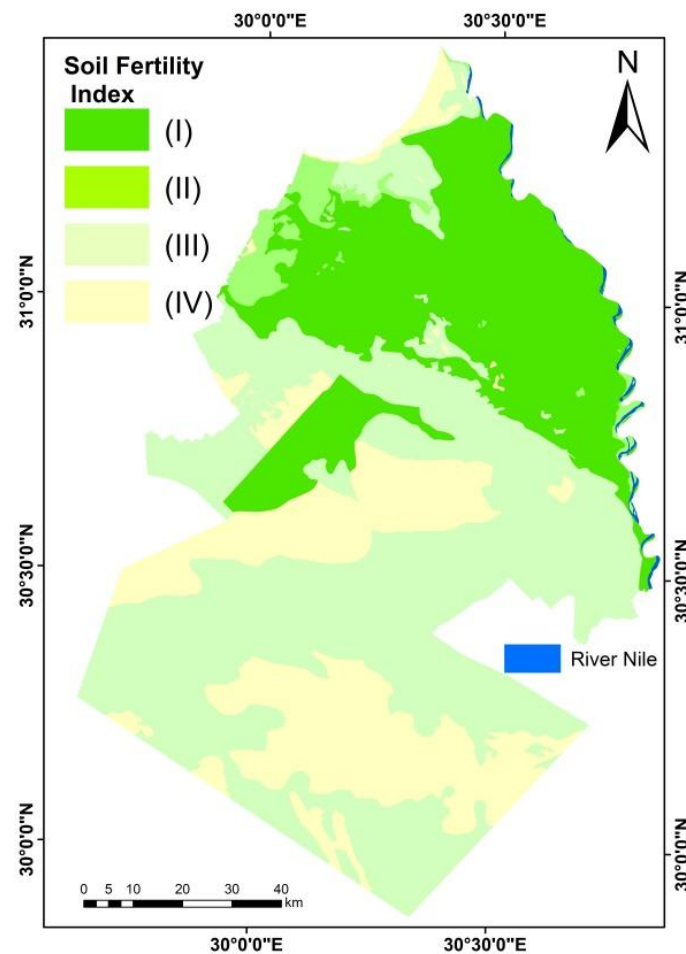 30°0'0"E
30°30'0"E
Soil Fertility
Index
(I)
(II)
(III)
(IV)
N
31°0'0"N
31°0'0"N
30°30'0"N
30°30'0"N
River Nile
30°0'0"N
30°0'0"N
0 5 10 20 30 40
km
30°0'0"E
30°30'0"E